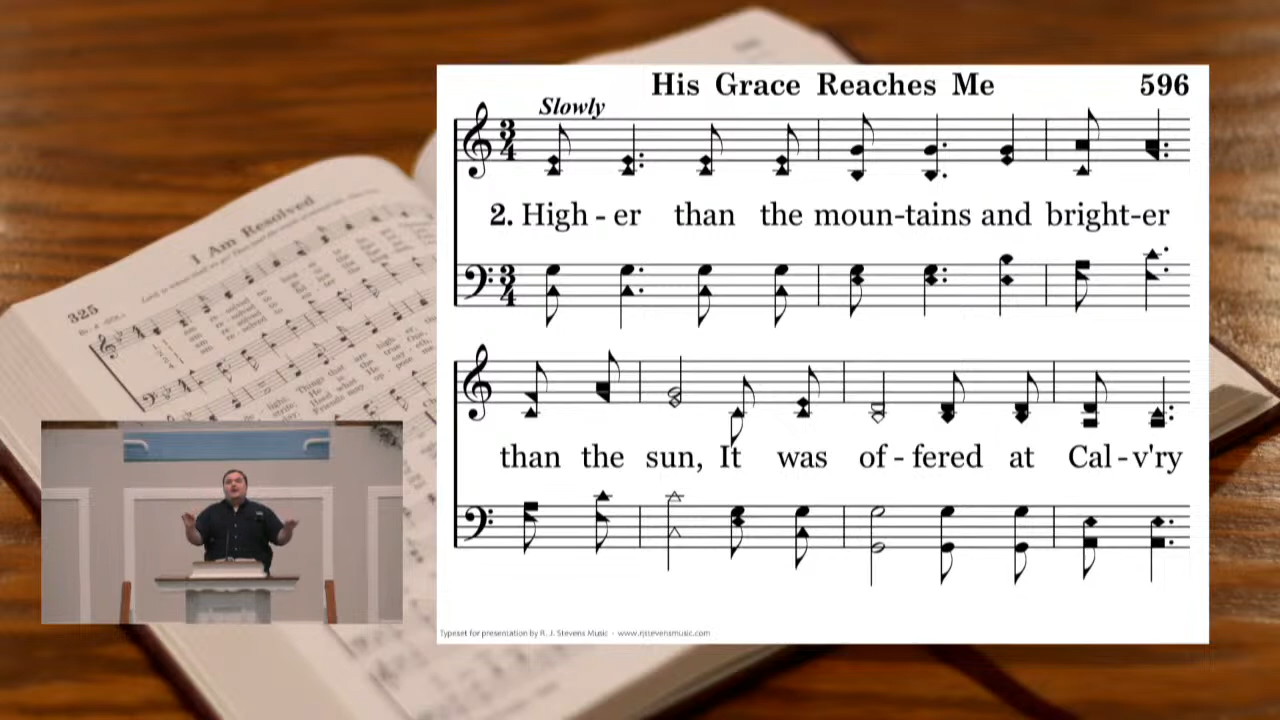 His Grace Reaches Me 596
Slowly
2. High - er than the moun-tains and bright-er
than the sun, It was of - fered at Cal - v'ry
Typeset for presentation by R. J. Stevens Music - www.rjstevensmusic.com
I Am Resolved
325